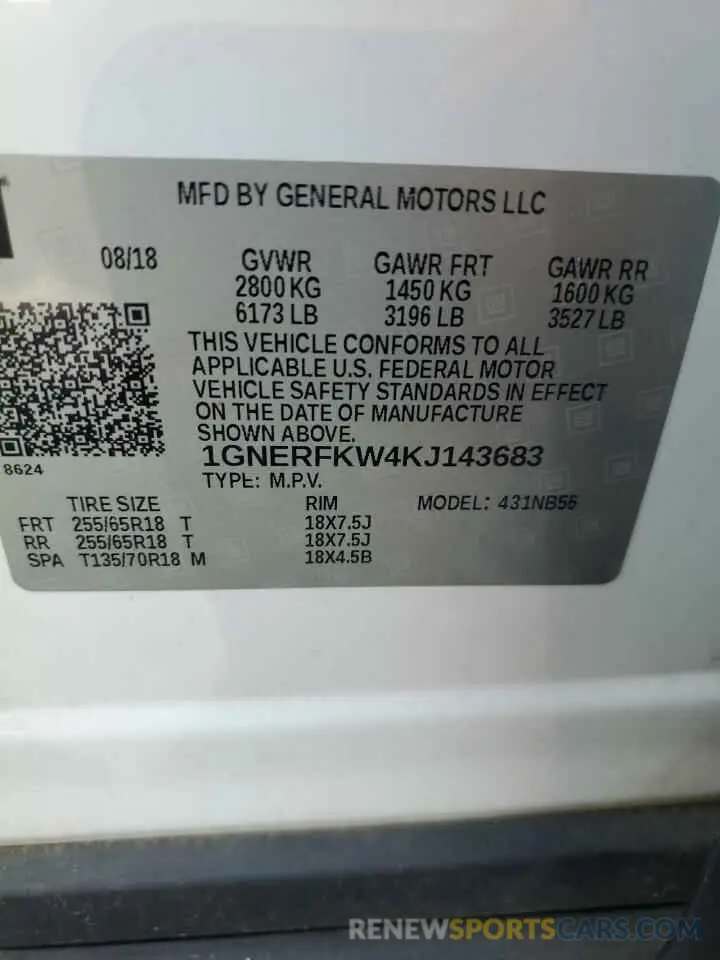 MFD BY GENERAL MOTORS LLC
08/18 GVWR GAWR FRT GAWR RR
2800 KG 1450 KG 1600 KG
6173 LB 3196 LB 3527 LB
THIS VEHICLE CONFORMS TO ALL
APPLICABLE U.S. FEDERAL MOTOR
VEHICLE SAFETY STANDARDS IN EFFECT
ON THE DATE OF MANUFACTURE
SHOWN ABOVE.
8624
1GNERFKW4KJ143683
TYPE: M.P.V.
TIRE SIZE RIM MODEL: 431NB56
FRT 255/65R18 T 18X7.5J
RR 255/65R18 T 18X7.5J
SPA T135/70R18 M 18X4.5B
RENEWSPORTSCARS.COM